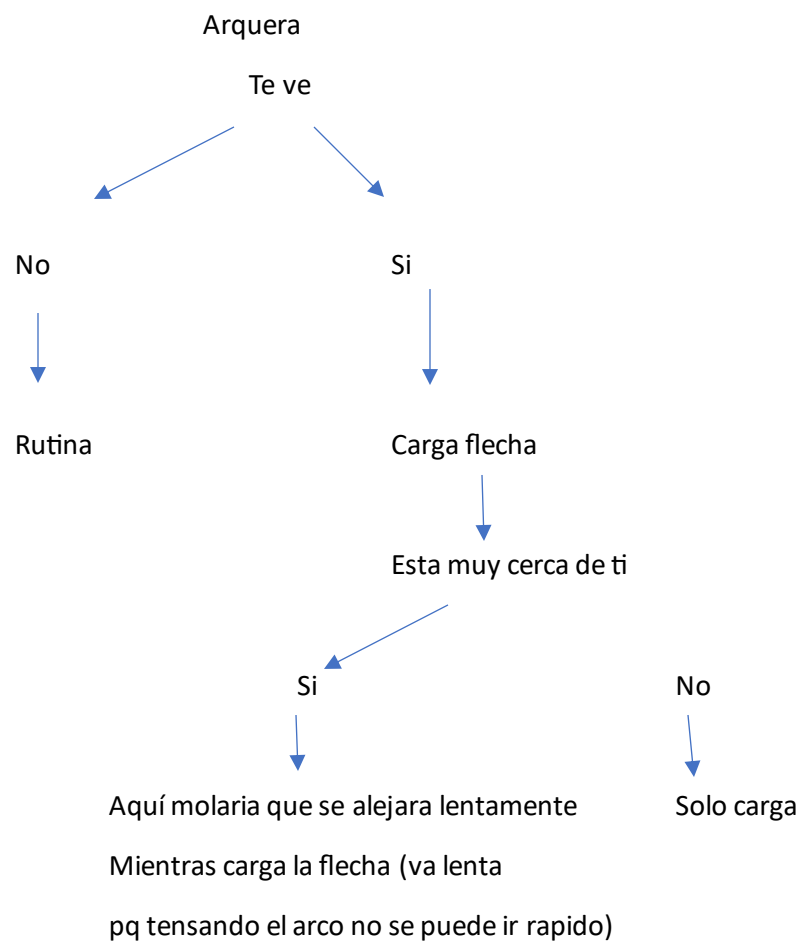 Arquera
Te ve
No
Si
Rutina
Carga flecha
Esta muy cerca de ti
Si
No
Aquí molaria que se alejara lentamente
Solo carga
Mientras carga la flecha (va lenta
pq tensando el arco no se puede ir rapido)